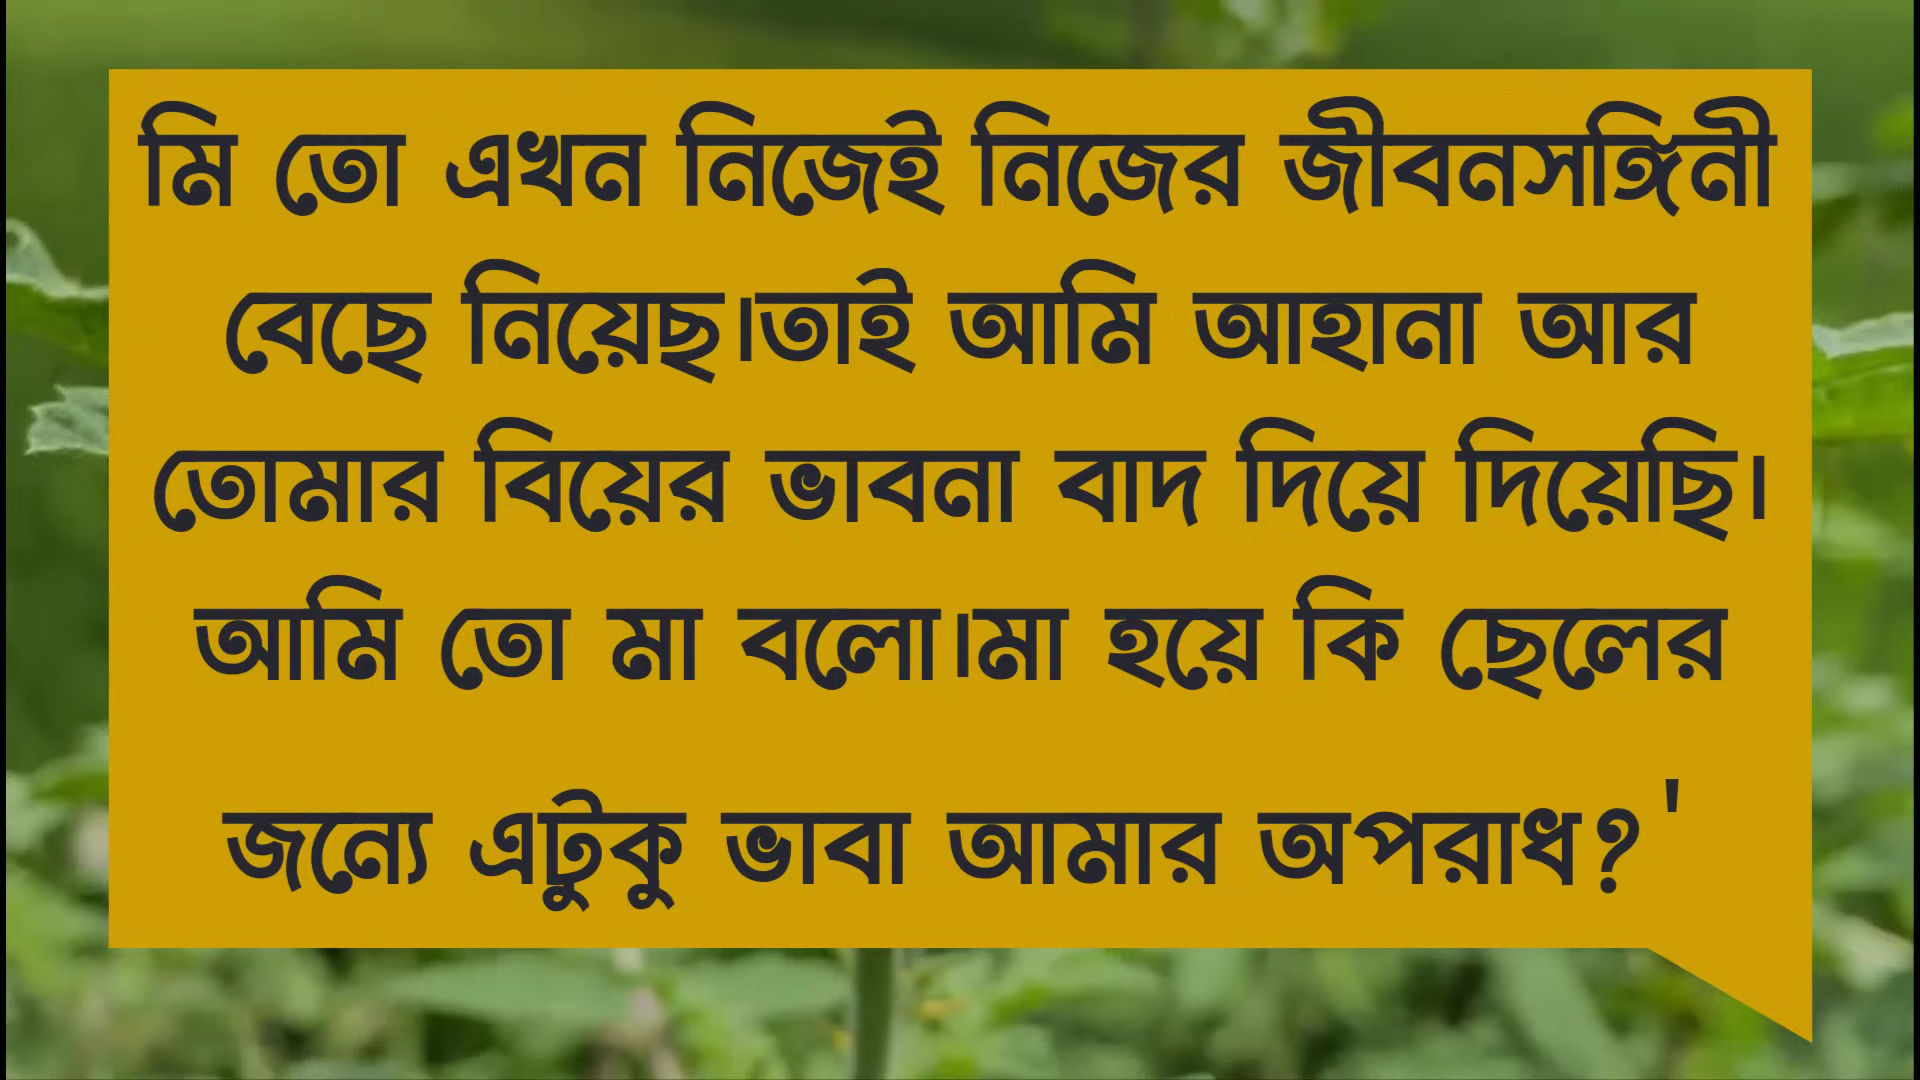 মি তো এখন নিজেই নিজের জীবনসঙ্গিনী
বেছে নিয়েছ।তাই আমি আহানা আর
তোমার বিয়ের ভাবনা বাদ দিয়ে দিয়েছি।
আমি তো মা বলো।মা হয়ে কি ছেলের
জন্যে এটুকু ভাবা আমার অপরাধ?'